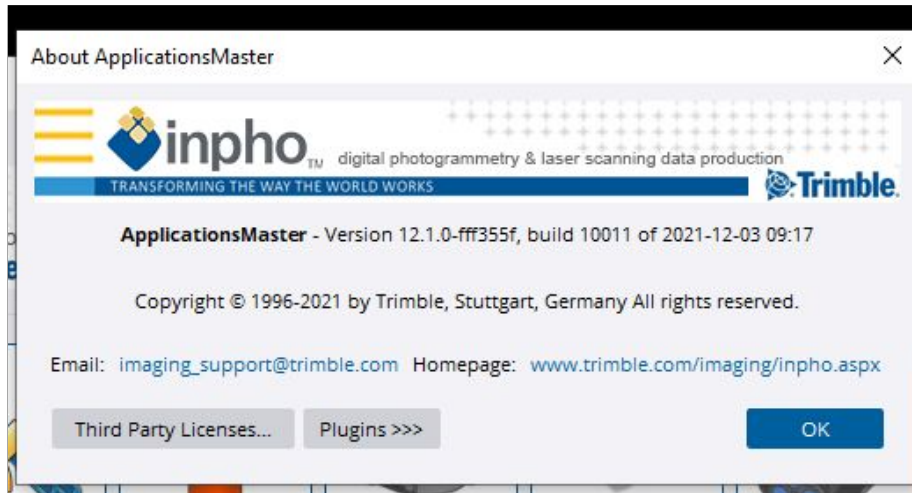 About ApplicationsMaster
inpho TM digital photogrammetry & laser scanning data production
TRANSFORMING THE WAY THE WORLD WORKS
Trimble.
ApplicationsMaster - Version 12.1.0-fff355f, build 10011 of 2021-12-03 09:17
Copyright © 1996-2021 by Trimble, Stuttgart, Germany All rights reserved.
Email: imaging_support@trimble.com Homepage: www.trimble.com/imaging/inpho.aspx
Third Party Licenses... Plugins >>> OK